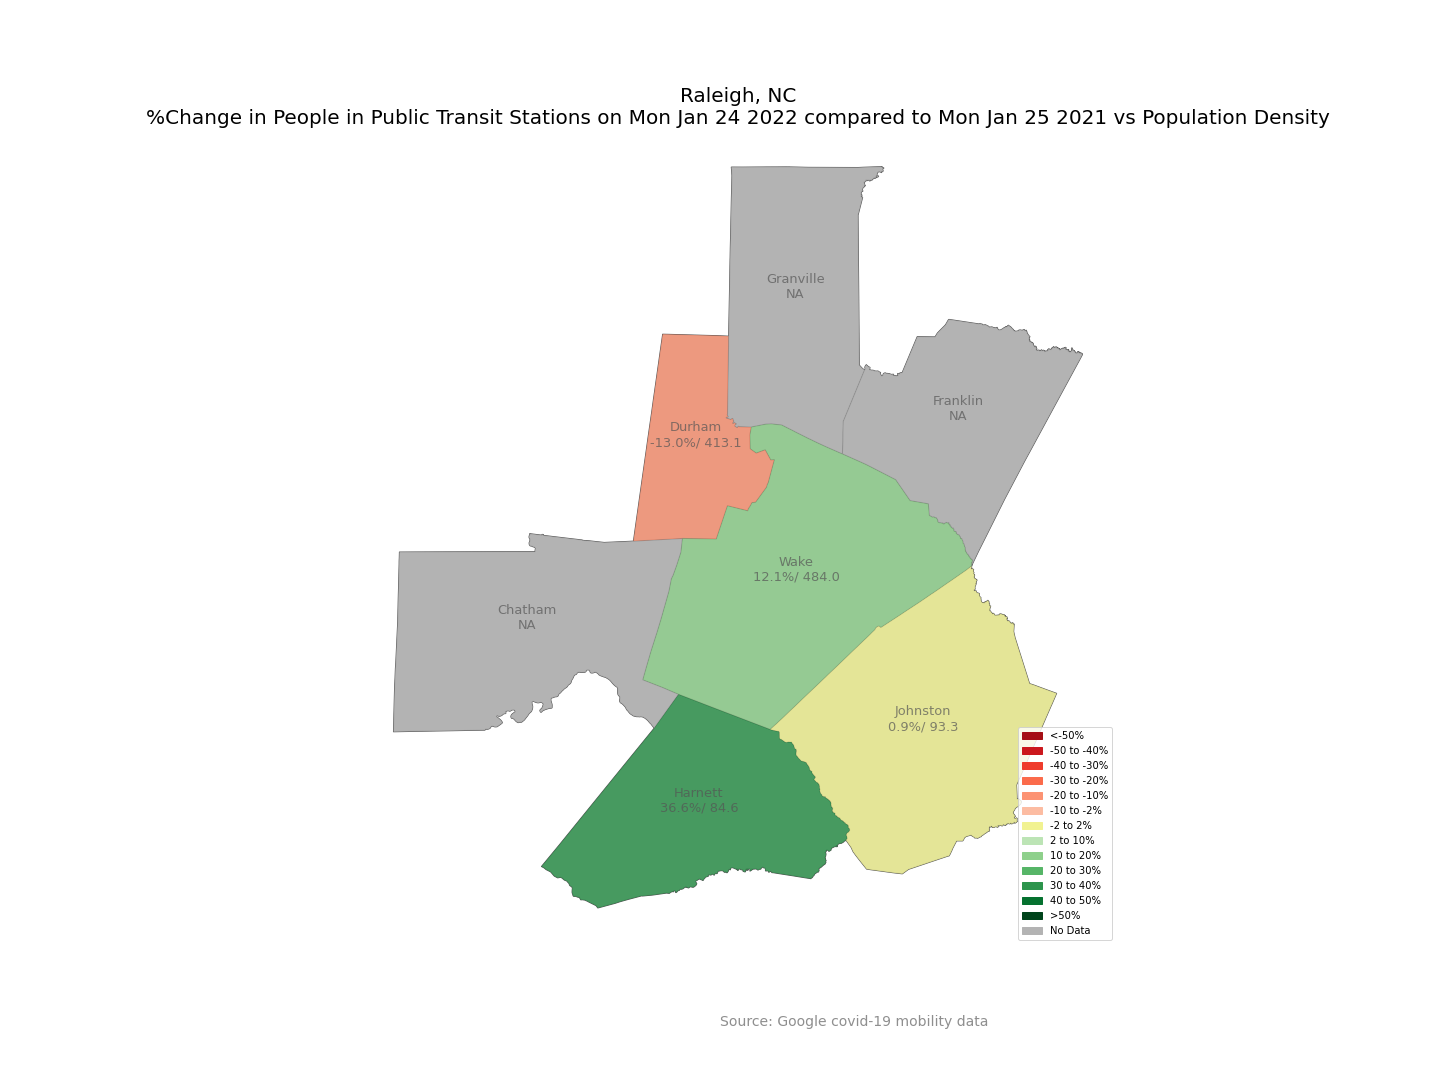 Raleigh, NC
%Change in People in Public Transit Stations on Mon Jan 24 2022 compared to Mon Jan 25 2021 vs Population Density
Granville
NA
Franklin
NA
Durham
-13.0%/ 413.1
Wake
12.1%/ 484.0
Chatham
NA
Johnston
0.9%/ 93.3
Harnett
36.6%/ 84.6
<-50%
-50 to -40%
-40 to -30%
-30 to -20%
-20 to -10%
-10 to -2%
-2 to 2%
2 to 10%
10 to 20%
20 to 30%
30 to 40%
40 to 50%
>50%
No Data
Source: Google covid-19 mobility data